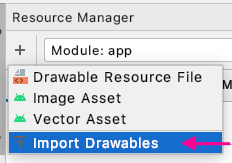 Resource Manager
Module: app
Drawable Resource File
Image Asset
Vector Asset
M
Import Drawables